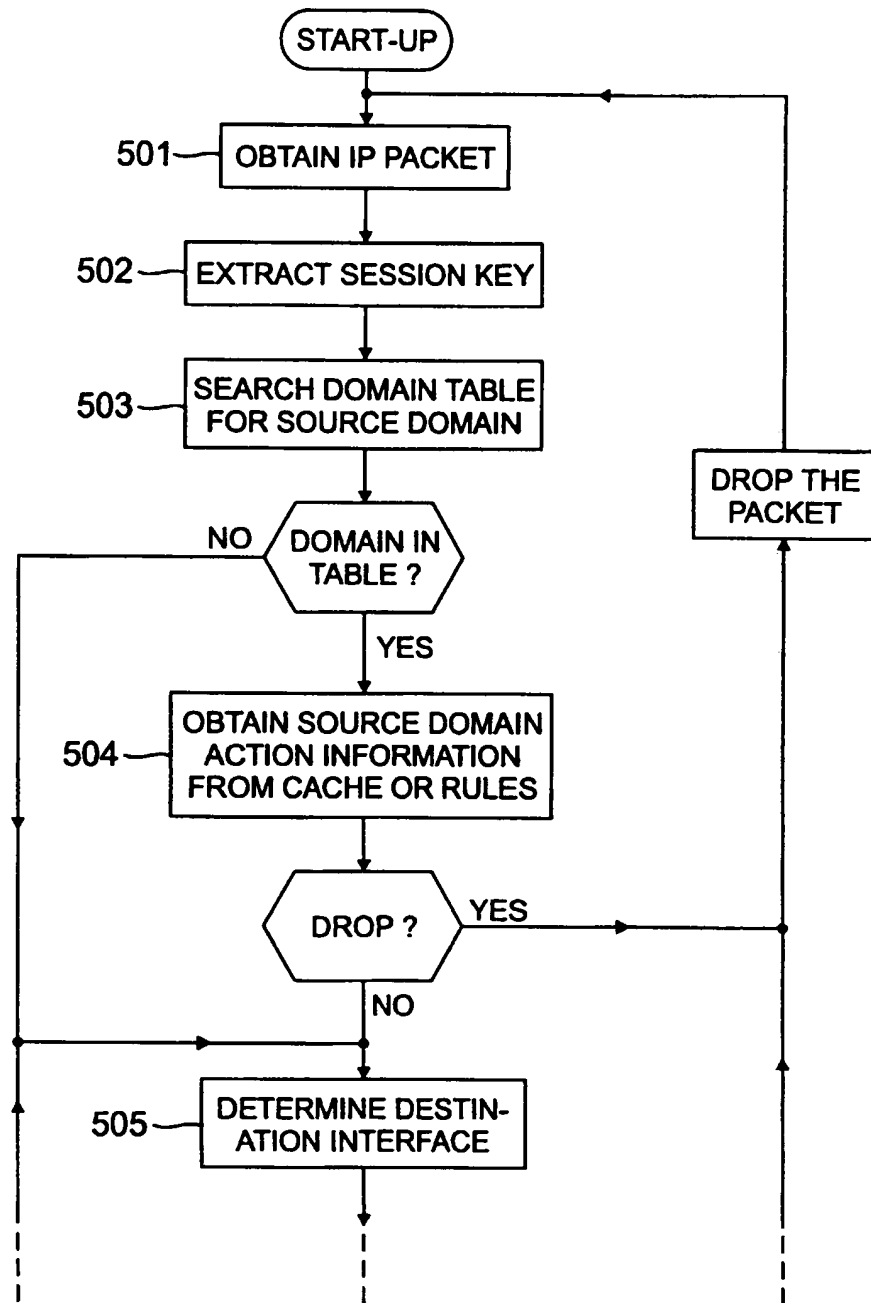 START-UP
501
OBTAIN IP PACKET
502
EXTRACT SESSION KEY
503
SEARCH DOMAIN TABLE
FOR SOURCE DOMAIN
DROP THE
PACKET
NO
DOMAIN IN
TABLE ?
YES
504
OBTAIN SOURCE DOMAIN
ACTION INFORMATION
FROM CACHE OR RULES
DROP ?
YES
NO
505
DETERMINE DESTIN-
ATION INTERFACE